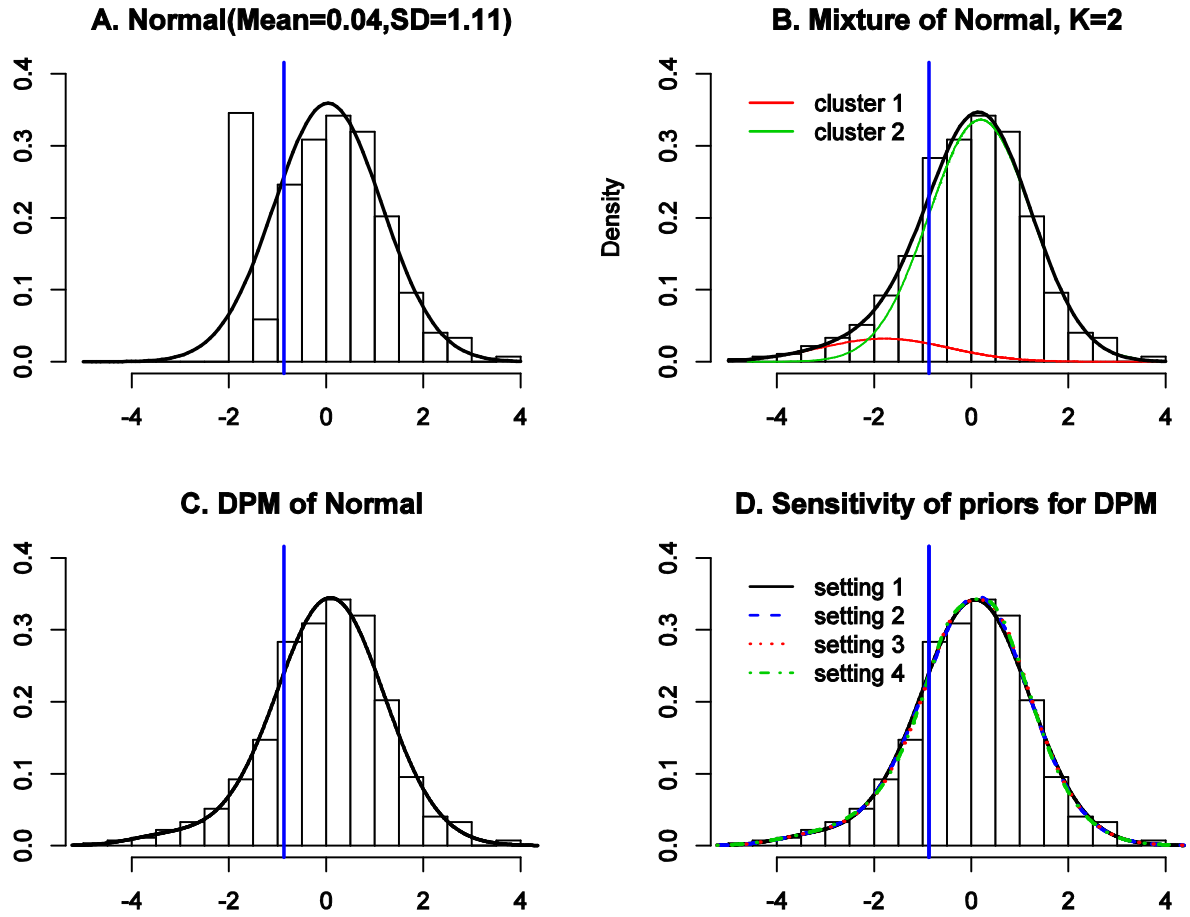 A. Normal(Mean=0.04,SD=1.11)
0.0 0.1 0.2 0.3 0.4
-4 -2 0 2 4
B. Mixture of Normal, K=2
cluster 1
cluster 2
Density
0.0 0.1 0.2 0.3 0.4
-4 -2 0 2 4
C. DPM of Normal
0.0 0.1 0.2 0.3 0.4
-4 -2 0 2 4
D. Sensitivity of priors for DPM
setting 1
setting 2
setting 3
setting 4
0.0 0.1 0.2 0.3 0.4
-4 -2 0 2 4